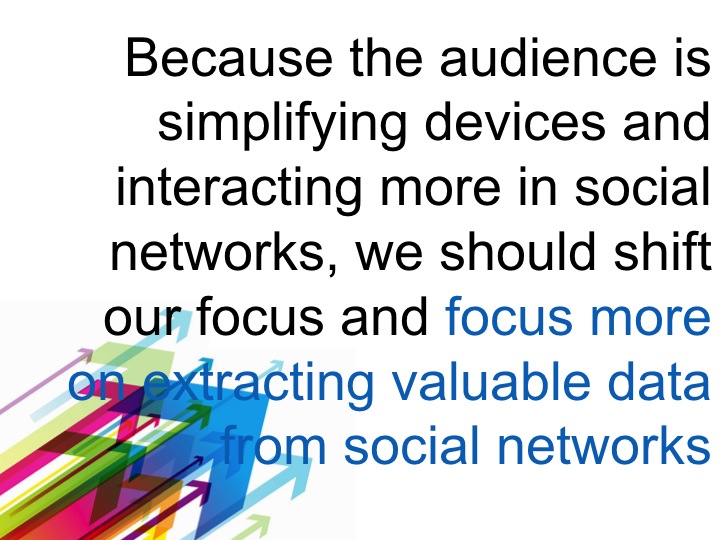 Because the audience is
simplifying devices and
interacting more in social
networks, we should shift
our focus and focus more
on extracting valuable data
from social networks